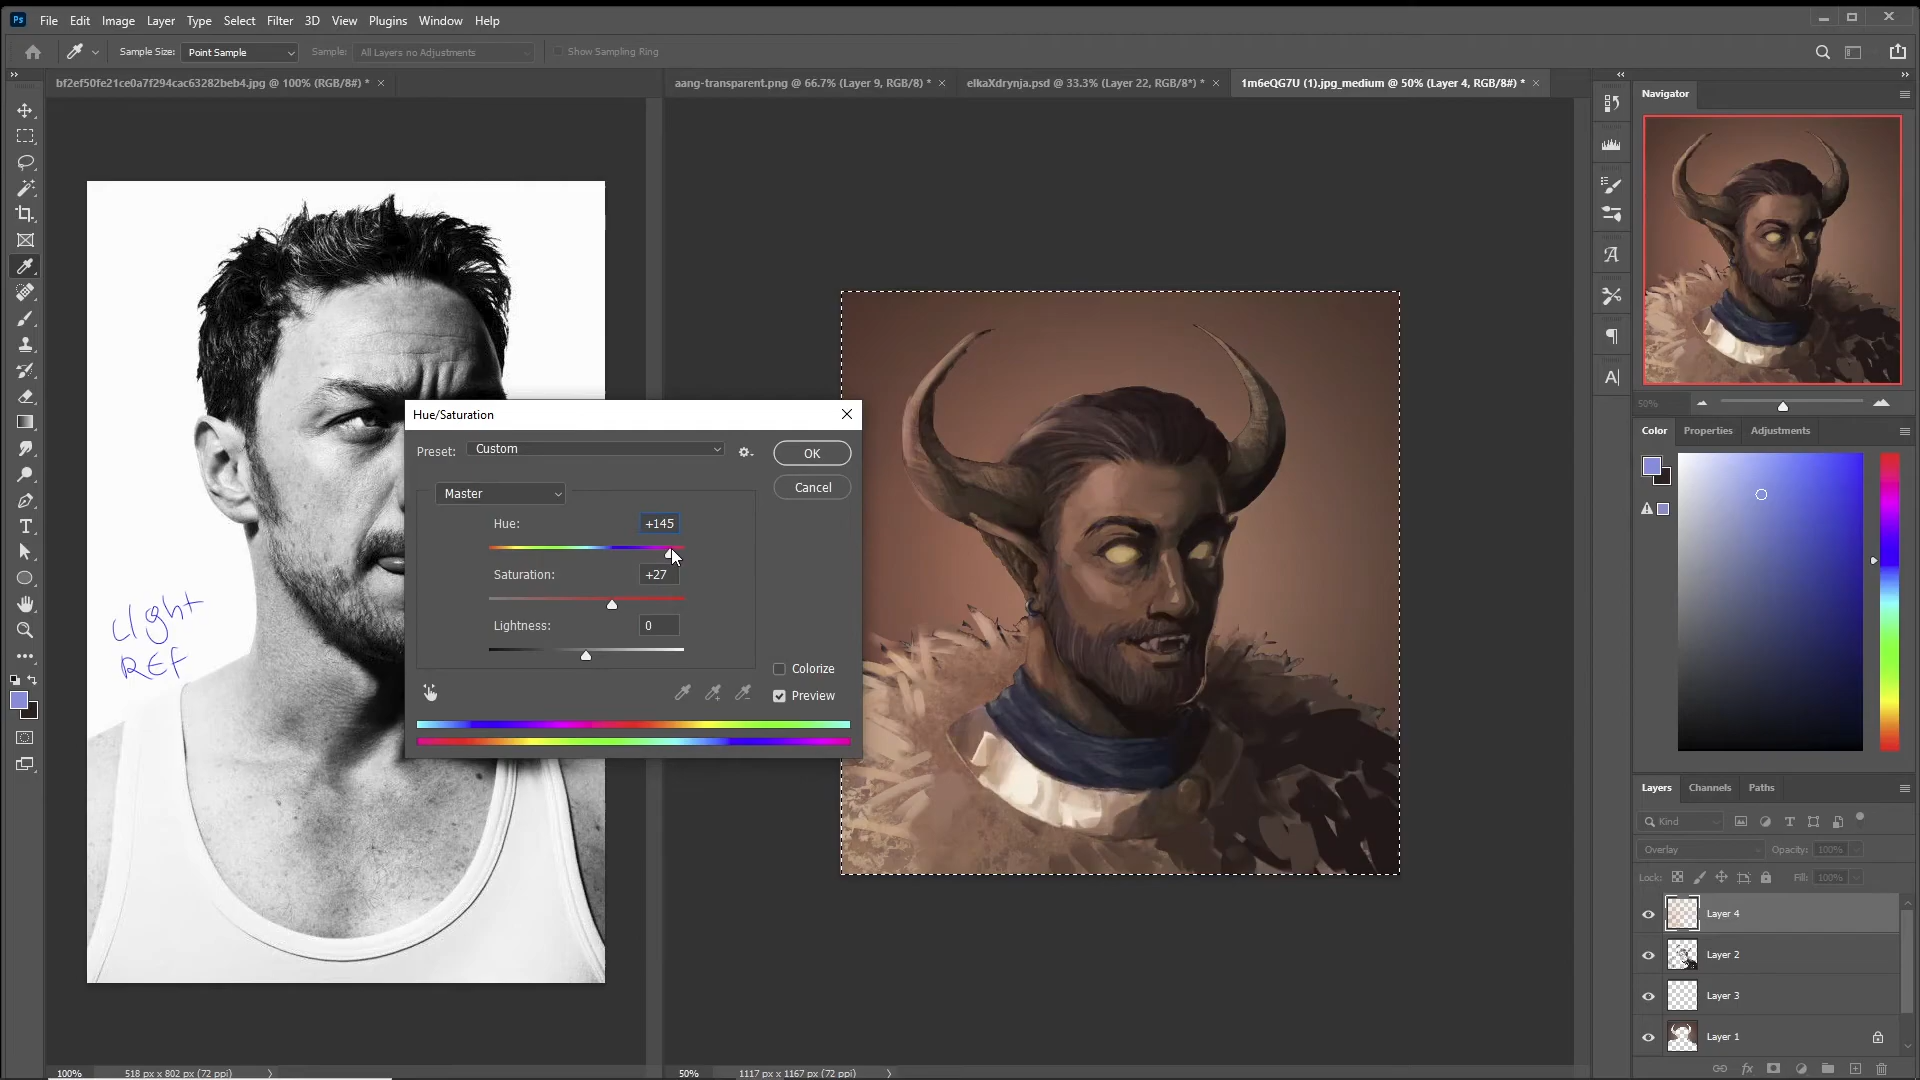 Ps File Edit Image Layer Type Select Filter 3D View Plugins Window Help
Sample Size: Point Sample Sample: All Layers no Adjustments Show Sampling Ring
bf2ef50fe21ce0a7f294cac63282beb4.jpg @ 100% (RGB/8#) * aang-transparent.png @ 66.7% (Layer 9, RGB/8) * elkaXdrynja.psd @ 33.3% (Layer 22, RGB/8*) * 1m6eQG7U (1).jpg_medium @ 50% (Layer 4, RGB/8#) *
Navigator
50%
Color Properties Adjustments
Hue/Saturation
Preset: Custom
OK
Master
Cancel
Hue: +145
Saturation: +27
Lightness: 0
Colorize
Preview
Light
REF
Layers Channels Paths
Kind
Overlay Opacity: 100%
Lock: Fill: 100%
Layer 4
Layer 2
Layer 3
Layer 1
100% 518 px x 802 px (72 ppi) 50% 1117 px x 1167 px (72 ppi)